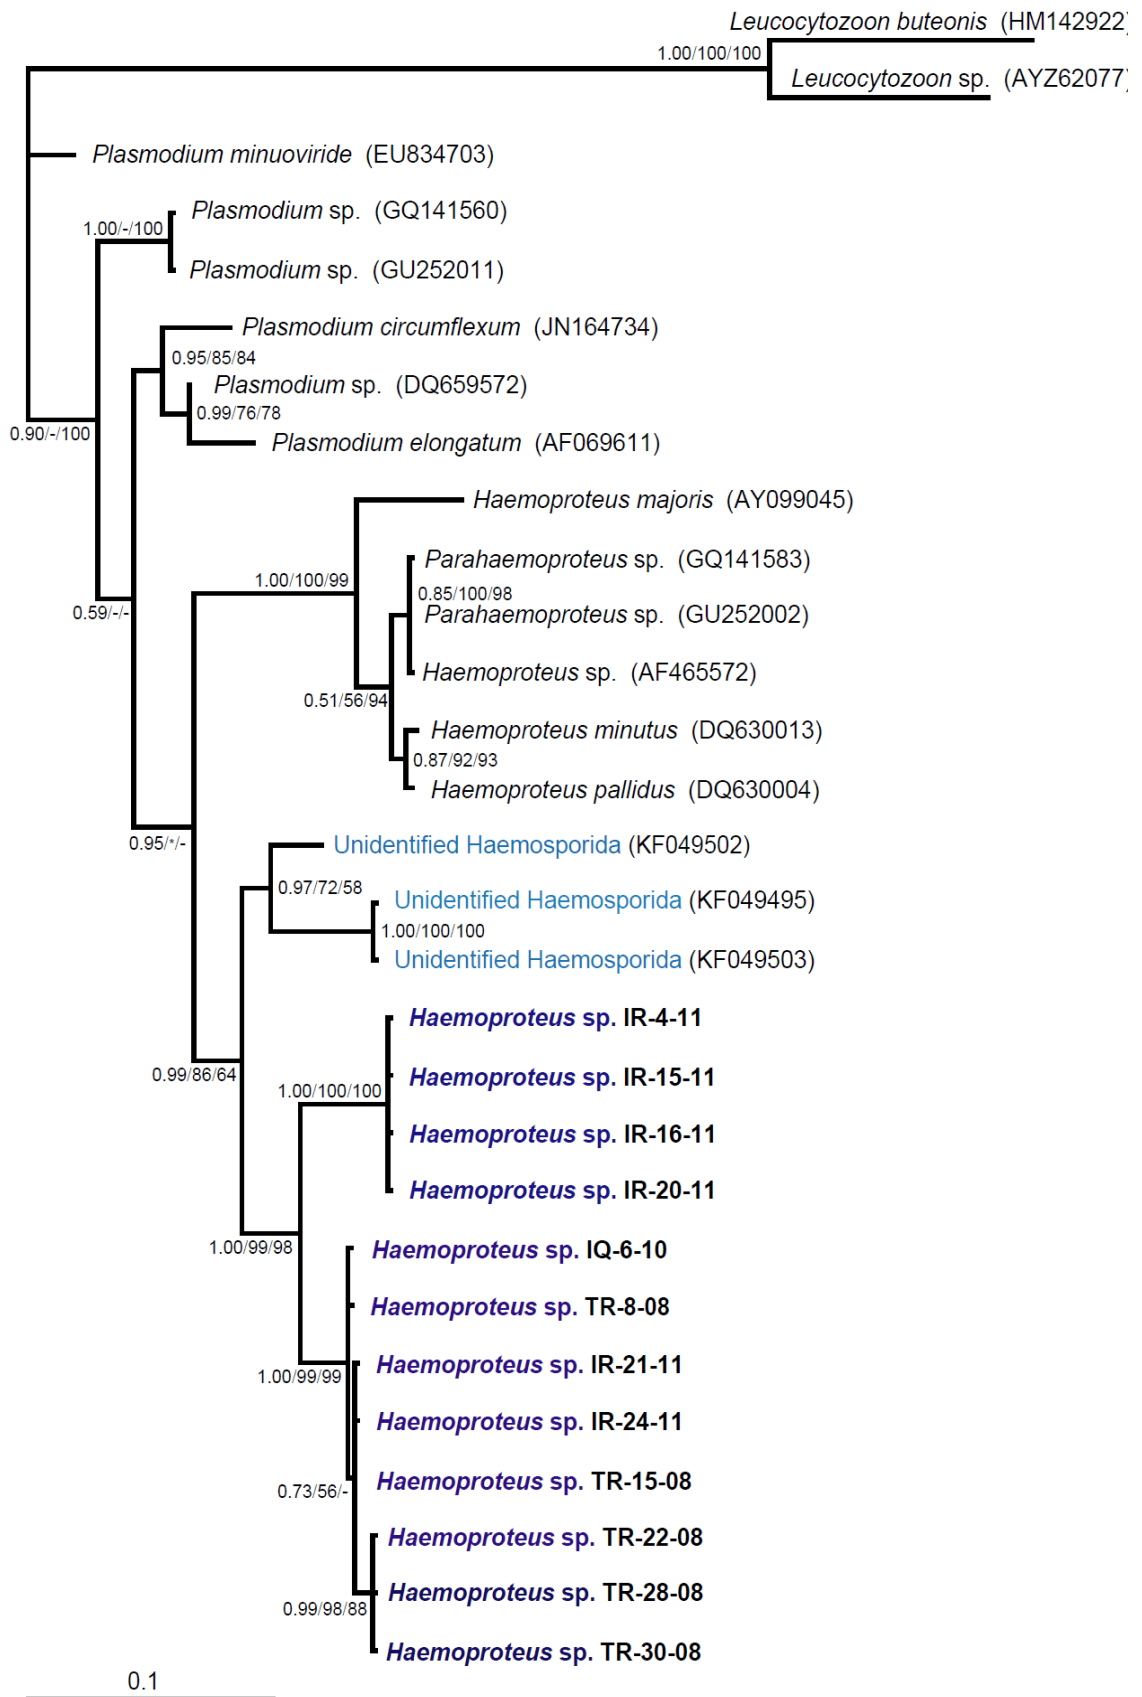 Leucocytozoon buteonis (HM142922)
1.00/100/100
Leucocytozoon sp. (AYZ62077)
Plasmodium minuoviride (EU834703)
Plasmodium sp. (GQ141560)
1.00/-/100
Plasmodium sp. (GU252011)
Plasmodium circumflexum (JN164734)
0.95/85/84
Plasmodium sp. (DQ659572)
0.99/76/78
0.90/-/100
Plasmodium elongatum (AF069611)
Haemoproteus majoris (AY099045)
Parahaemoproteus sp. (GQ141583)
1.00/100/99
0.85/100/98
0.59/-/-
Parahaemoproteus sp. (GU252002)
Haemoproteus sp. (AF465572)
0.51/56/94
Haemoproteus minutus (DQ630013)
0.87/92/93
Haemoproteus pallidus (DQ630004)
0.95/*/-
Unidentified Haemosporida (KF049502)
0.97/72/58
Unidentified Haemosporida (KF049495)
1.00/100/100
Unidentified Haemosporida (KF049503)
Haemoproteus sp. IR-4-11
0.99/86/64
Haemoproteus sp. IR-15-11
1.00/100/100
Haemoproteus sp. IR-16-11
Haemoproteus sp. IR-20-11
1.00/99/98
Haemoproteus sp. IQ-6-10
Haemoproteus sp. TR-8-08
Haemoproteus sp. IR-21-11
1.00/99/99
Haemoproteus sp. IR-24-11
Haemoproteus sp. TR-15-08
0.73/56/-
Haemoproteus sp. TR-22-08
Haemoproteus sp. TR-28-08
0.99/98/88
Haemoproteus sp. TR-30-08
0.1